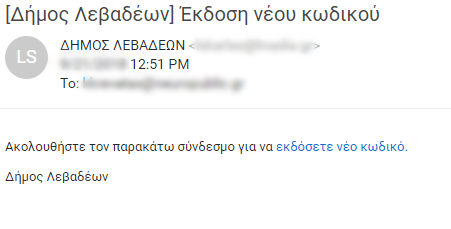 [Δήμος Λεβαδέων] Έκδοση νέου κωδικού
LS
ΔΗΜΟΣ ΛΕΒΑΔΕΩΝ
12:51 PM
Το:
Ακολουθήστε τον παρακάτω σύνδεσμο για να εκδόσετε νέο κωδικό.
Δήμος Λεβαδέων